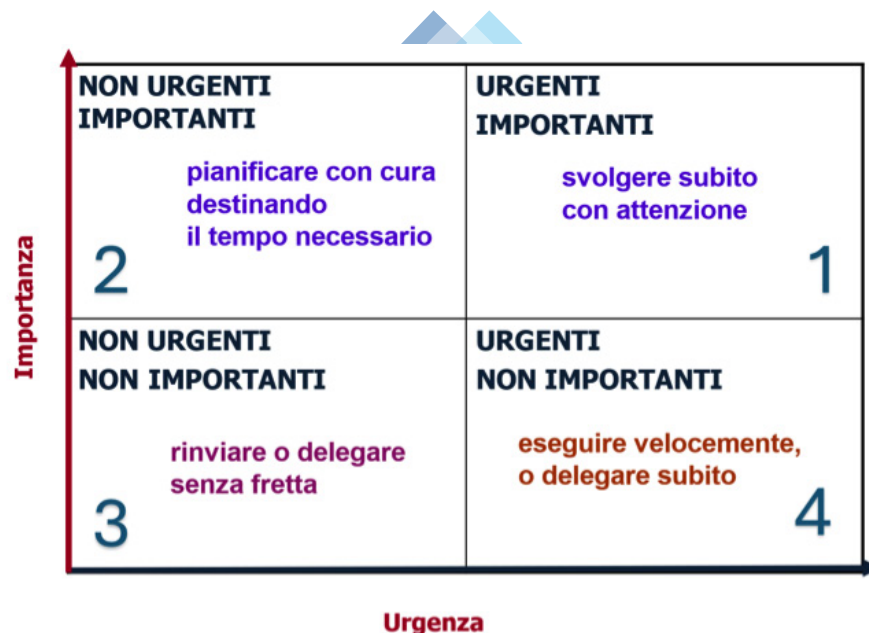 NON URGENTI
IMPORTANTI
pianificare con cura
destinando
il tempo necessario
2
URGENTI
IMPORTANTI
svolgere subito
con attenzione
1
Importanza
NON URGENTI
NON IMPORTANTI
rinviare o delegare
senza fretta
3
URGENTI
NON IMPORTANTI
eseguire velocemente,
o delegare subito
4
Urgenza